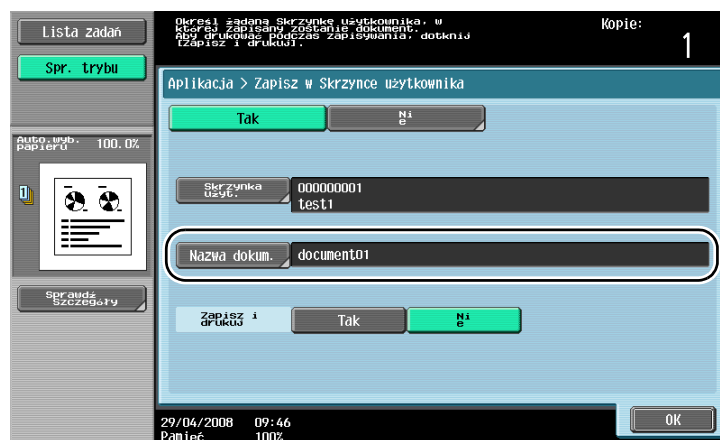 Lista zadań
Spr. trybu
Określ żądaną Skrzynkę użytkownika, w
której zapisany zostanie dokument.
Aby drukować podczas zapisywania, dotknij
[Zapisz i drukuj].
Kopie:
1
Aplikacja > Zapisz w Skrzynce użytkownika
Tak
Ni
e
Auto.wyb.
papieru
100.0%
1
Skrzynka
użyt.
000000001
test1
Nazwa dokum.
document01
Sprawdź
Szczegóły
Zapisz i
drukuj
Tak
Ni
e
OK
29/04/2008 09:46
Pamięć 100%